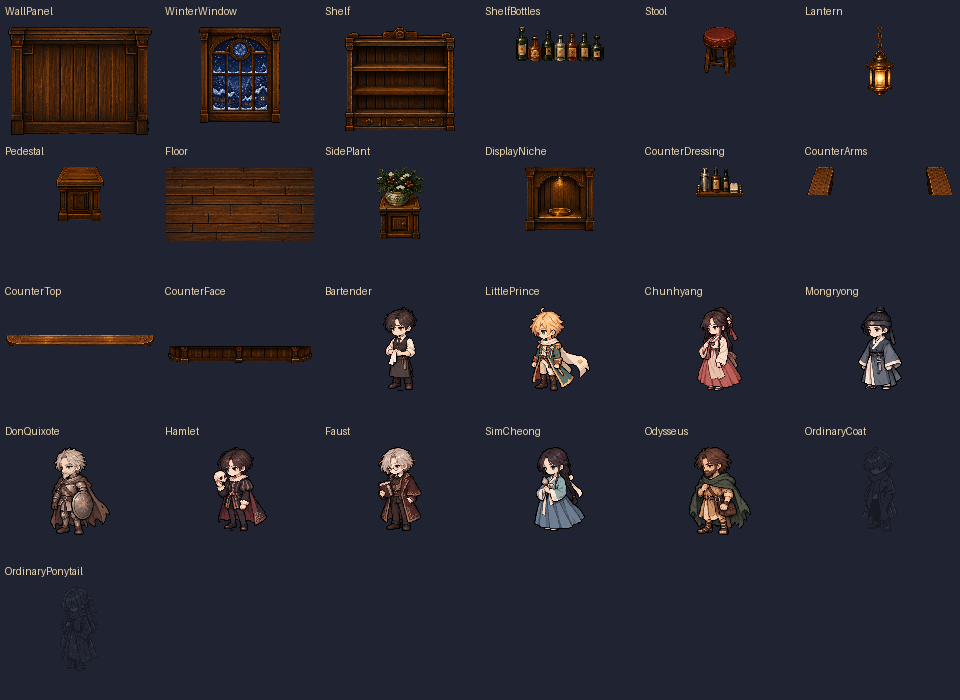 WallPanel
WinterWindow
Shelf
ShelfBottles
Stool
Lantern
Pedestal
Floor
SidePlant
DisplayNiche
CounterDressing
CounterArms
CounterTop
CounterFace
Bartender
LittlePrince
Chunhyang
Mongryong
DonQuixote
Hamlet
Faust
SimCheong
Odysseus
OrdinaryCoat
OrdinaryPonytail